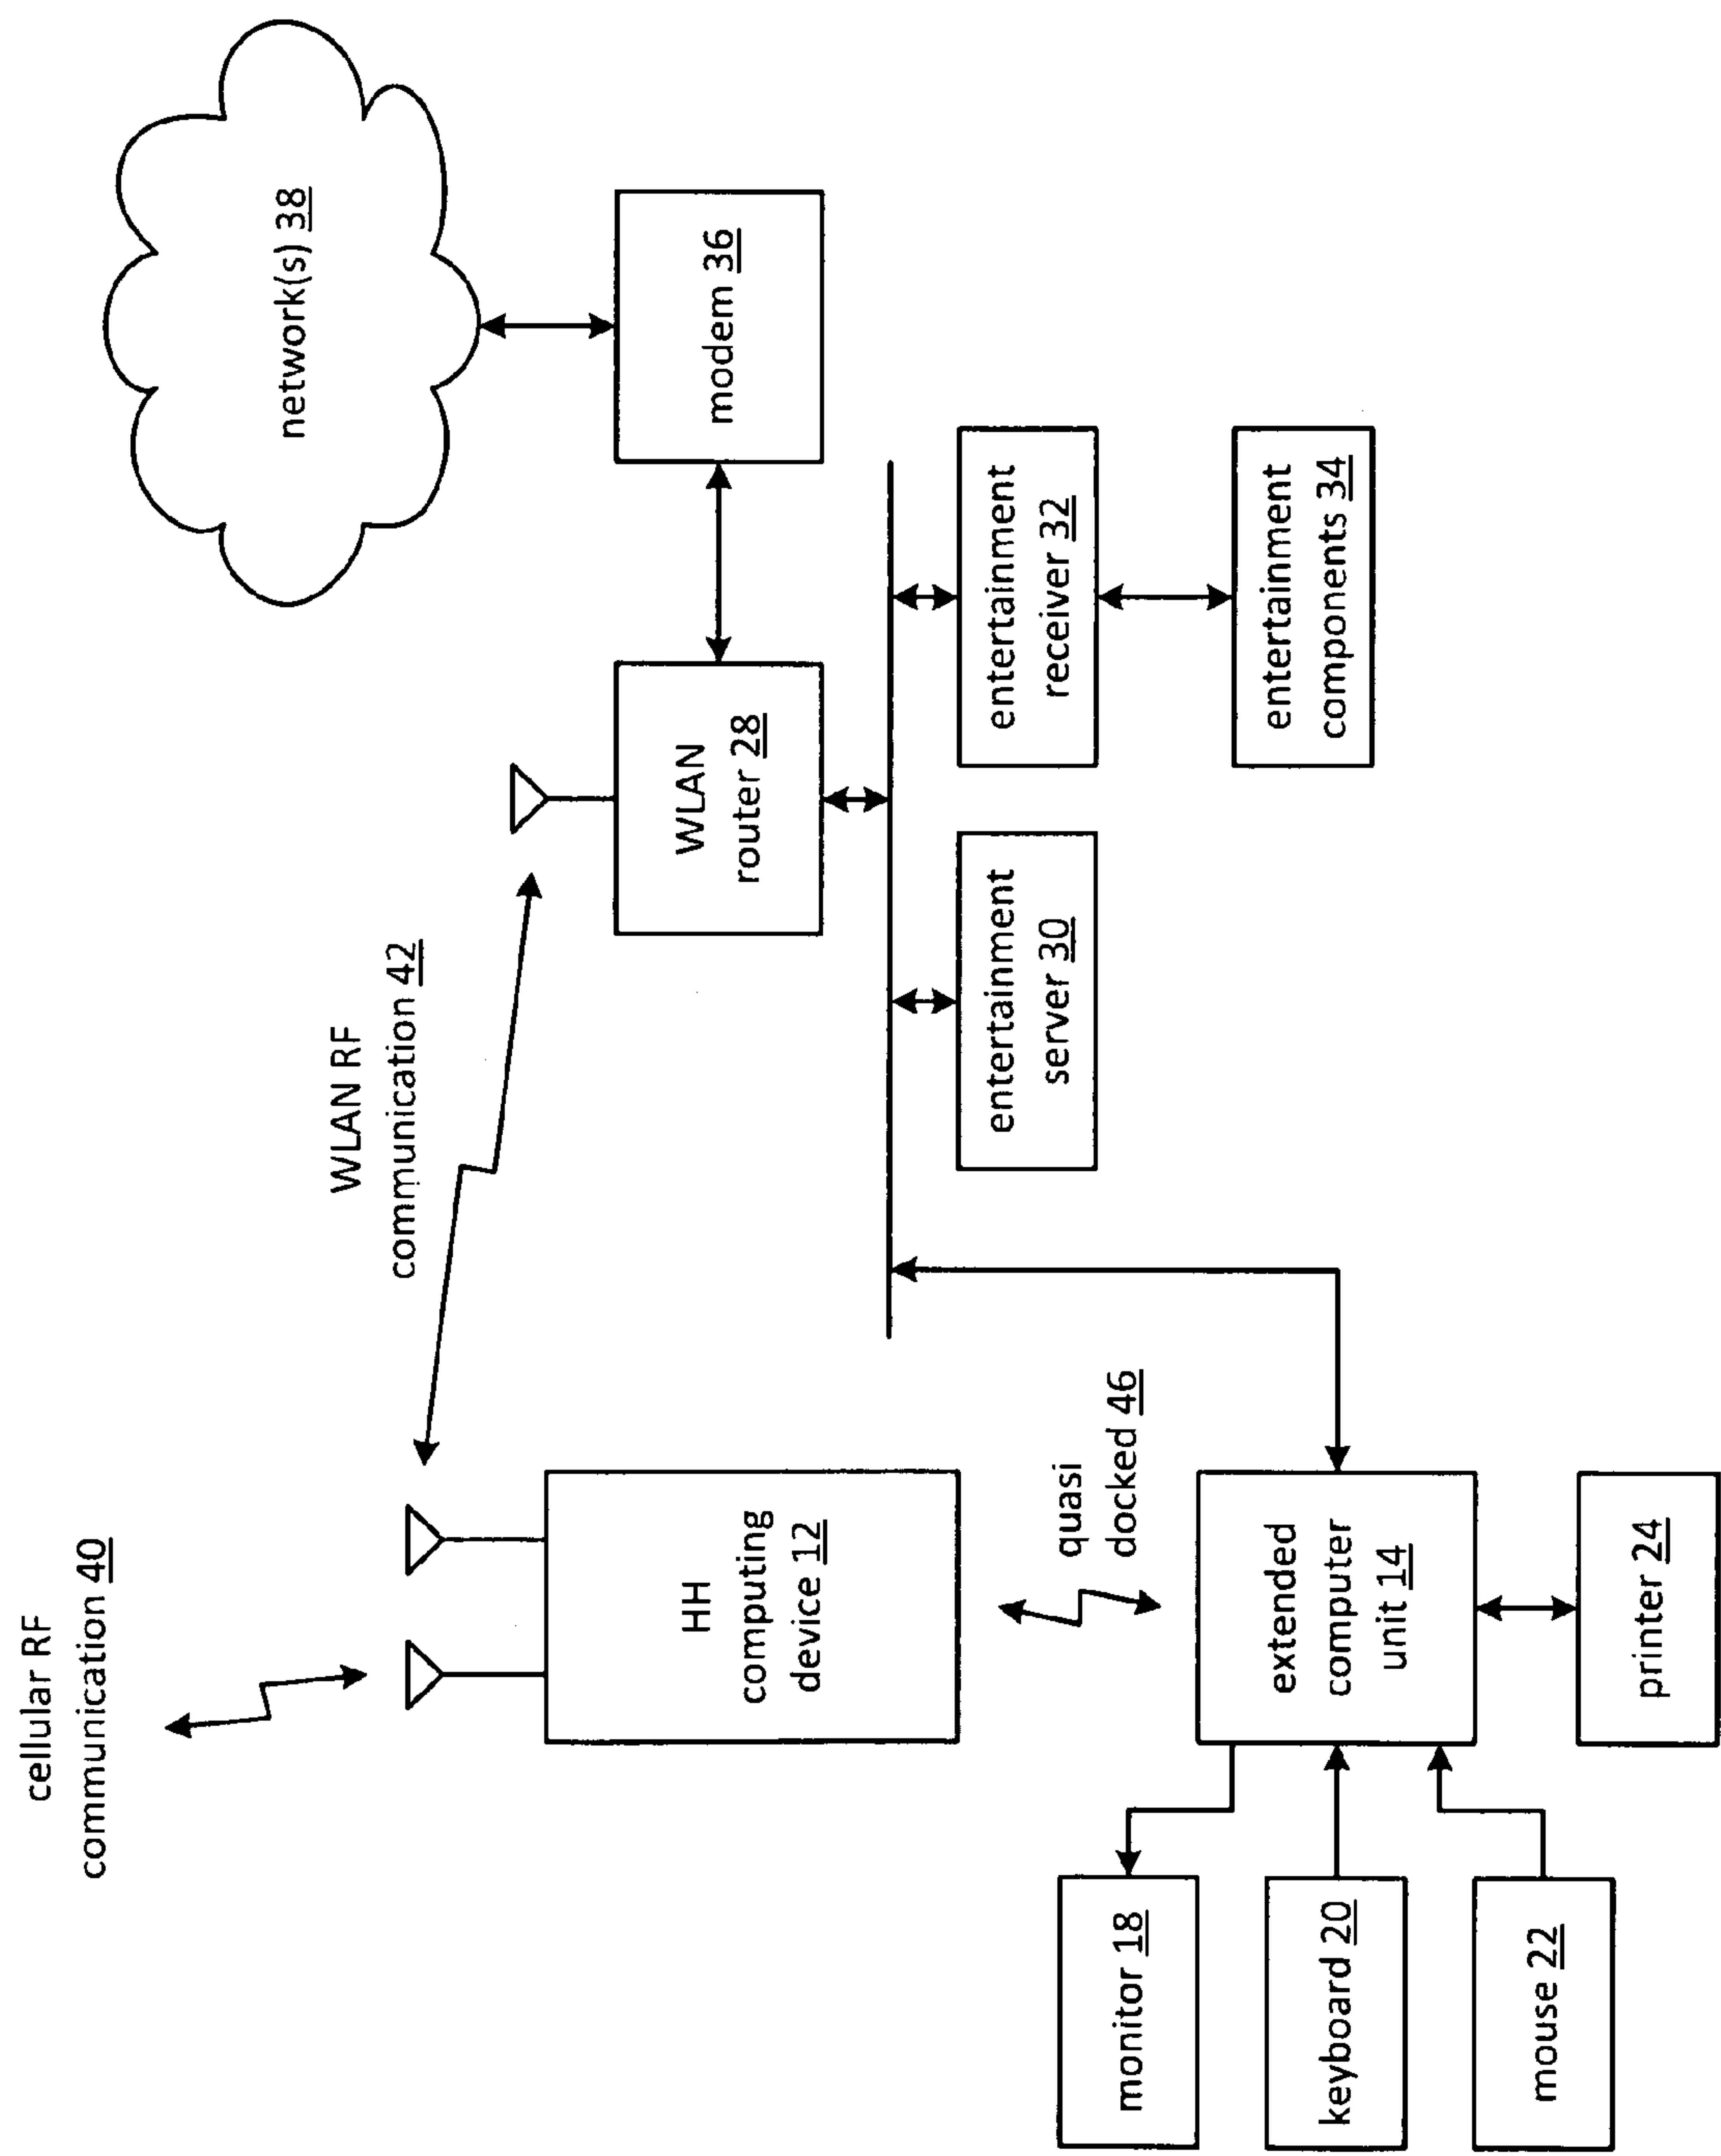 cellular RF
communication 40
WLAN RF
communication 42
network(s) 38
HH
computing
device 12
WLAN
router 28
modem 36
quasi
docked 46
entertainment
server 30
entertainment
receiver 32
monitor 18
keyboard 20
mouse 22
extended
computer
unit 14
entertainment
components 34
printer 24